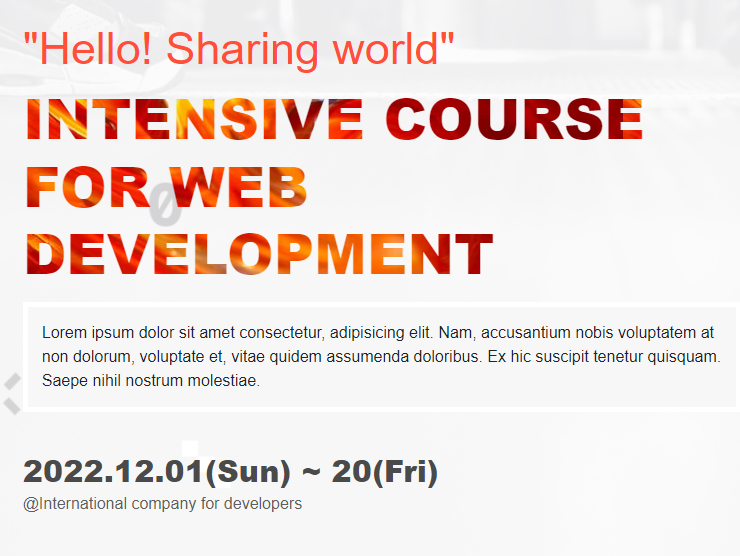 "Hello! Sharing world"
INTENSIVE COURSE
FOR WEB
DEVELOPMENT
Lorem ipsum dolor sit amet consectetur, adipisicing elit. Nam, accusantium nobis voluptatem at
non dolorum, voluptate et, vitae quidem assumenda doloribus. Ex hic suscipit tenetur quisquam.
Saepe nihil nostrum molestiae.
2022.12.01(Sun) ~ 20(Fri)
@International company for developers